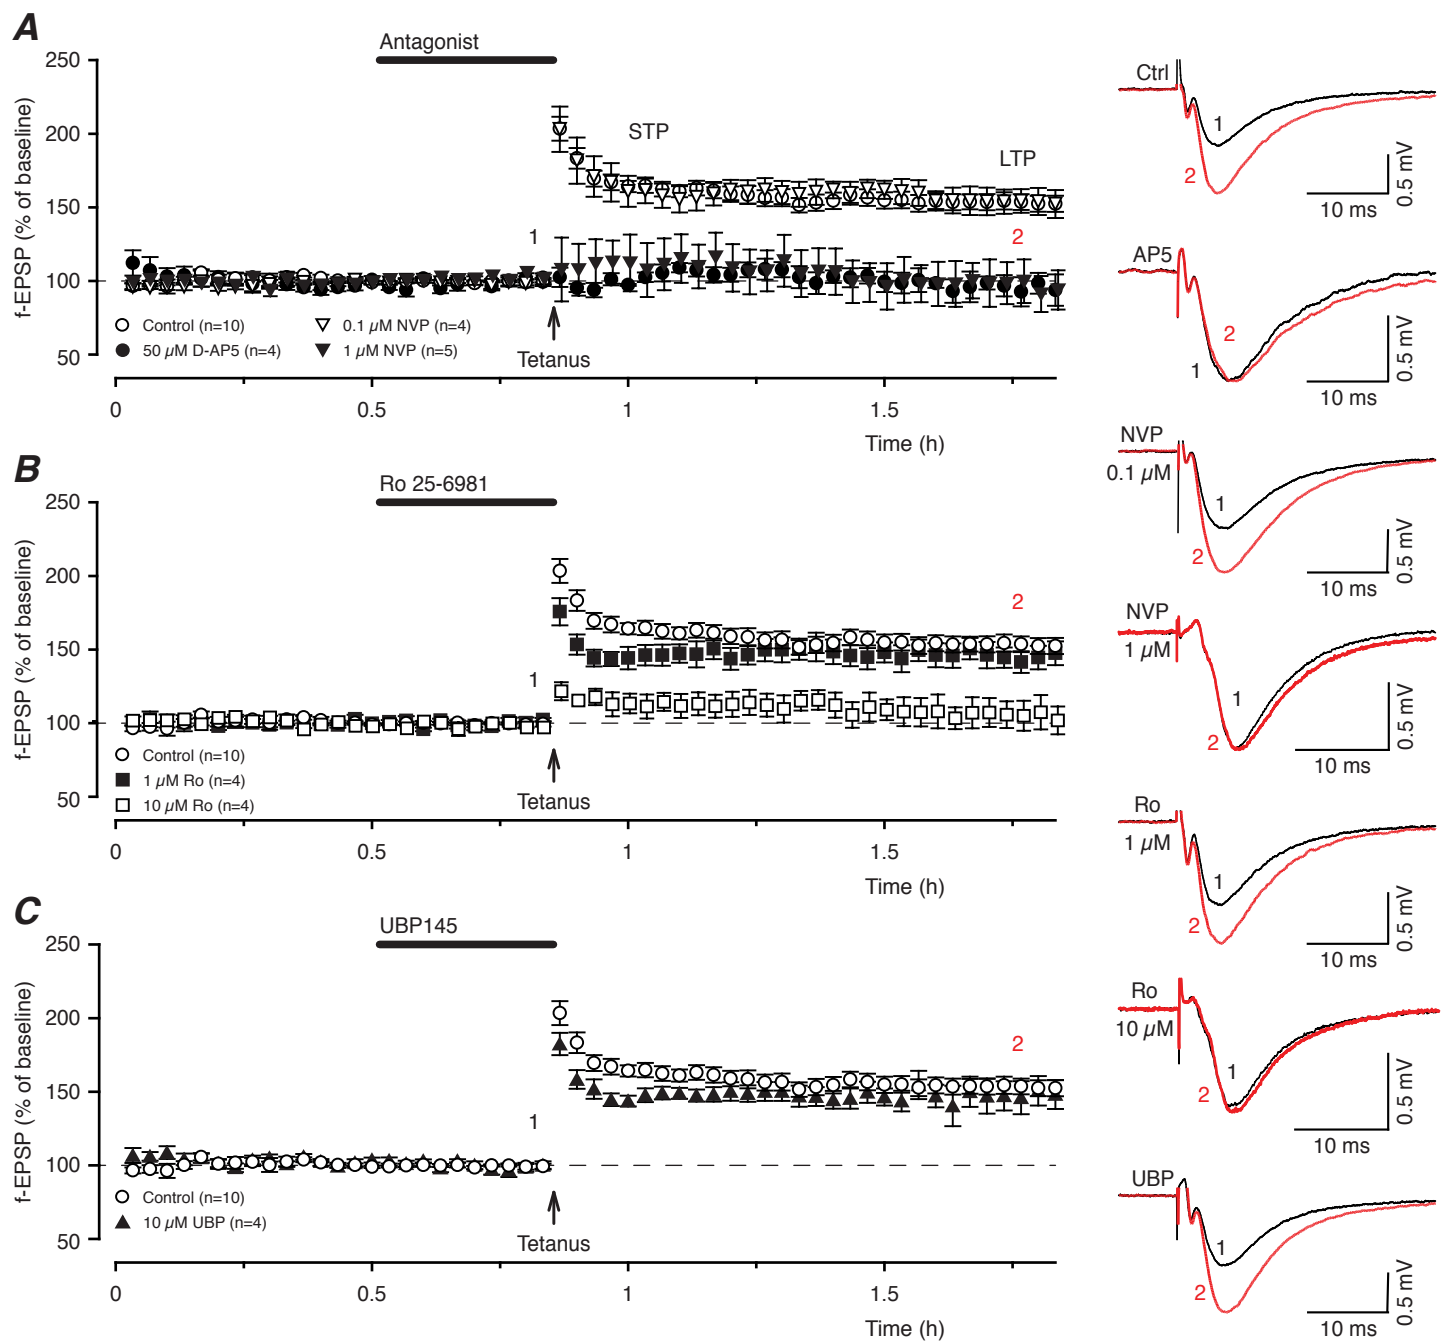 A
Antagonist
250
200
150
100
50
f-EPSP (% of baseline)
STP
LTP
1
2
Control (n=10)
0.1 µM NVP (n=4)
50 µM D-AP5 (n=4)
1 µM NVP (n=5)
Tetanus
0
0.5
1
1.5
Time (h)
B
Ro 25-6981
250
200
150
100
50
f-EPSP (% of baseline)
1
2
Control (n=10)
1 µM Ro (n=4)
10 µM Ro (n=4)
Tetanus
0
0.5
1
1.5
Time (h)
C
UBP145
250
200
150
100
50
f-EPSP (% of baseline)
1
2
Control (n=10)
10 µM UBP (n=4)
Tetanus
0
0.5
1
1.5
Time (h)
Ctrl
1
2
10 ms
0.5 mV
AP5
2
1
10 ms
0.5 mV
NVP
0.1 µM
1
2
10 ms
0.5 mV
NVP
1 µM
1
2
10 ms
0.5 mV
Ro
1 µM
1
2
10 ms
0.5 mV
Ro
10 µM
1
2
10 ms
0.5 mV
UBP
1
2
10 ms
0.5 mV